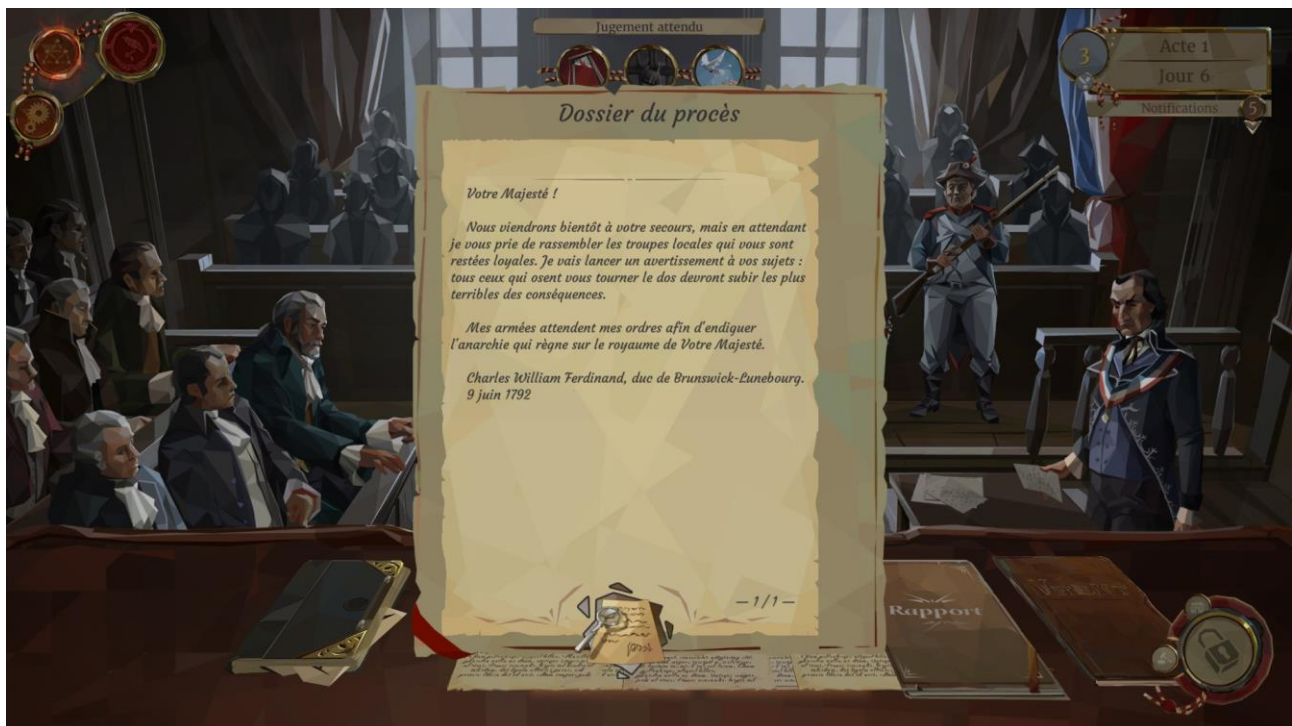 Jugement attendu
3
Acte 1
Jour 6
Notifications
5
Dossier du procès
Votre Majesté !
Nous viendrons bientôt à votre secours, mais en attendant
je vous prie de rassembler les troupes locales qui vous sont
restées loyales. Je vais lancer un avertissement à vos sujets :
tous ceux qui osent vous tourner le dos devront subir les plus
terribles des conséquences.
Mes armées attendent mes ordres afin d'endiguer
l'anarchie qui règne sur le royaume de Votre Majesté.
Charles William Ferdinand, duc de Brunswick-Lunebourg.
9 juin 1792
— 1/1 —
Rapport